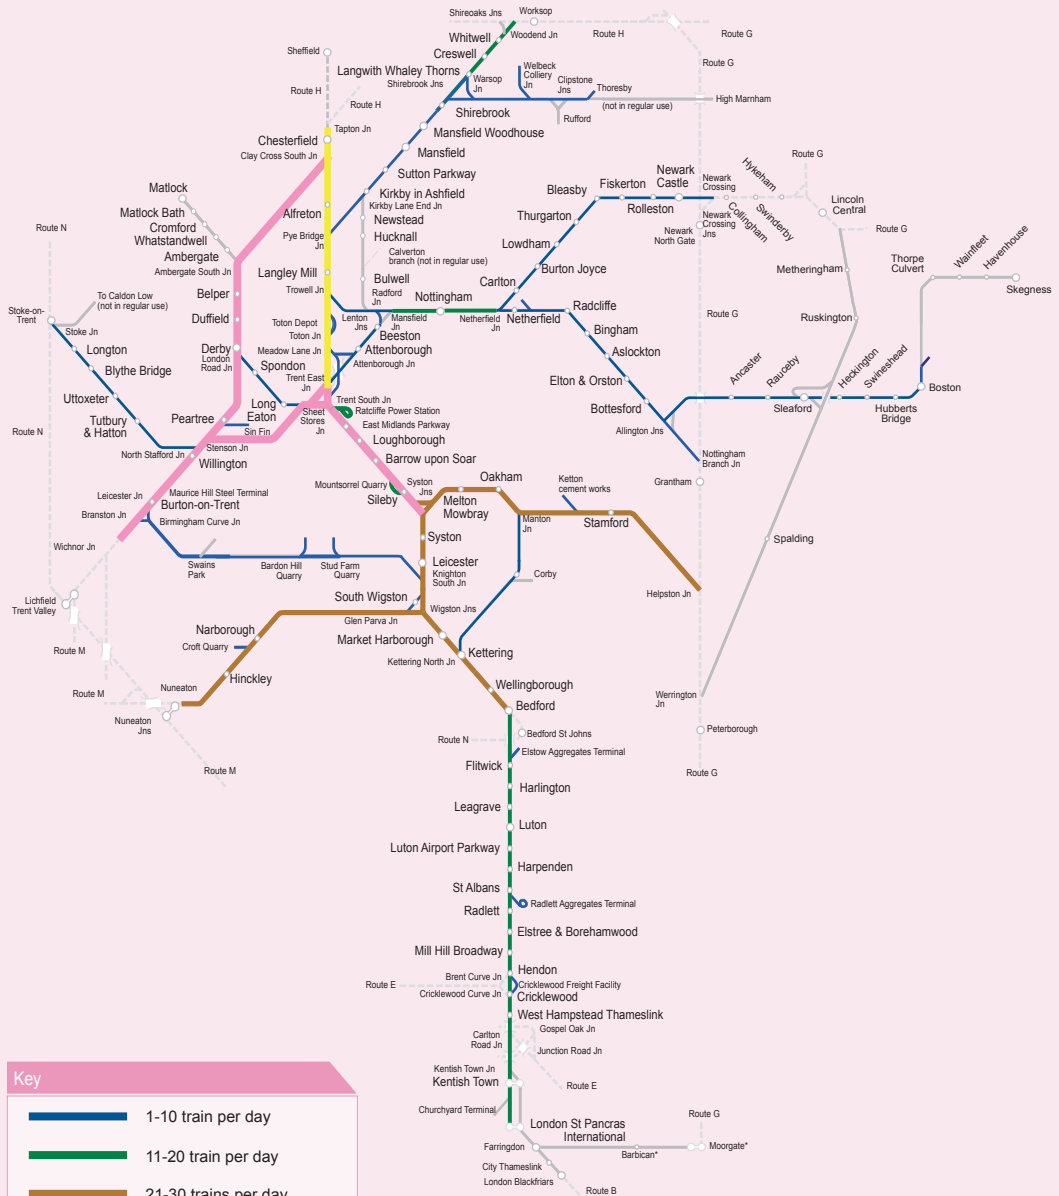 Shireoaks Jns
Worksop
Woodend Jn
Route H
Route G
Whitwell
Creswell
Route G
Sheffield
Langwith Whaley Thorns
Shirebrook Jns
Warsop
Jn
Welbeck
Colliery
Jn
Clipstone
Jns
Thoresby
(not in regular use)
High Marnham
Route H
Route H
Shirebrook
Rufford
Tapton Jn
Mansfield Woodhouse
Chesterfield
Clay Cross South Jn
Mansfield
Sutton Parkway
Matlock
Kirkby in Ashfield
Kirkby Lane End Jn
Bleasby
Fiskerton
Rolleston
Newark
Castle
Newark
Crossing
Hykeham
Route G
Lincoln
Central
Matlock Bath
Cromford
Whatstandwell
Ambergate
Ambergate South Jn
Alfreton
Newstead
Pye Bridge
Jn
Hucknall
Calverton
branch (not in regular use)
Thurgarton
Newark
Crossing
Jns
Newark
North Gate
Collingham
Swinderby
Route G
Route N
Lowdham
Langley Mill
Trowell Jn
Bulwell
Radford
Jn
Burton Joyce
Carlton
Metheringham
Thorpe
Culvert
Wainfleet
Havenhouse
Skegness
Belper
To Caldon Low
(not in regular use)
Nottingham
Radcliffe
Stoke-on-
Trent
Stoke Jn
Duffield
Toton Depot
Toton Jn
Lenton
Jns
Mansfield
Jn
Netherfield Jn
Netherfield
Route G
Ruskington
Longton
Beeston
Bingham
Derby
London
Road Jn
Meadow Lane Jn
Attenborough
Attenborough Jn
Aslockton
Blythe Bridge
Spondon
Trent East
Jn
Elton & Orston
Ancaster
Rauceby
Heckington
Swineshead
Uttoxeter
Long
Eaton
Trent South Jn
Ratcliffe Power Station
Bottesford
Boston
Tutbury
& Hatton
Peartree
Sin Fin
Sheet
Stores
Jn
East Midlands Parkway
Allington Jns
Sleaford
Hubberts
Bridge
Route N
Stenson Jn
North Stafford Jn
Willington
Loughborough
Barrow upon Soar
Nottingham
Branch Jn
Mountsorrel Quarry
Syston
Jns
Oakham
Ketton
cement works
Grantham
Leicester Jn
Maurice Hill Steel Terminal
Burton-on-Trent
Sileby
Melton
Mowbray
Branston Jn
Birmingham Curve Jn
Manton
Jn
Stamford
Syston
Spalding
Wichnor Jn
Swains
Park
Bardon Hill
Quarry
Stud Farm
Quarry
Leicester
Knighton
South Jn
Corby
Helpston Jn
Lichfield
Trent Valley
South Wigston
Wigston Jns
Glen Parva Jn
Narborough
Croft Quarry
Market Harborough
Kettering North Jn
Kettering
Route M
Hinckley
Wellingborough
Route M
Nuneaton
Werrington
Jn
Bedford
Nuneaton
Jns
Peterborough
Route N
Bedford St Johns
Elstow Aggregates Terminal
Route M
Flitwick
Route G
Harlington
Leagrave
Luton
Luton Airport Parkway
Harpenden
St Albans
Radlett Aggregates Terminal
Radlett
Elstree & Borehamwood
Mill Hill Broadway
Hendon
Brent Curve Jn
Route E
Cricklewood Freight Facility
Cricklewood Curve Jn
Cricklewood
West Hampstead Thameslink
Gospel Oak Jn
Carlton
Road Jn
Junction Road Jn
Kentish Town Jn
Kentish Town
Route E
Churchyard Terminal
London St Pancras
International
Route G
Farringdon
Barbican*
Moorgate*
City Thameslink
London Blackfriars
Route B
Key
1-10 train per day
11-20 train per day
21-30 trains per day